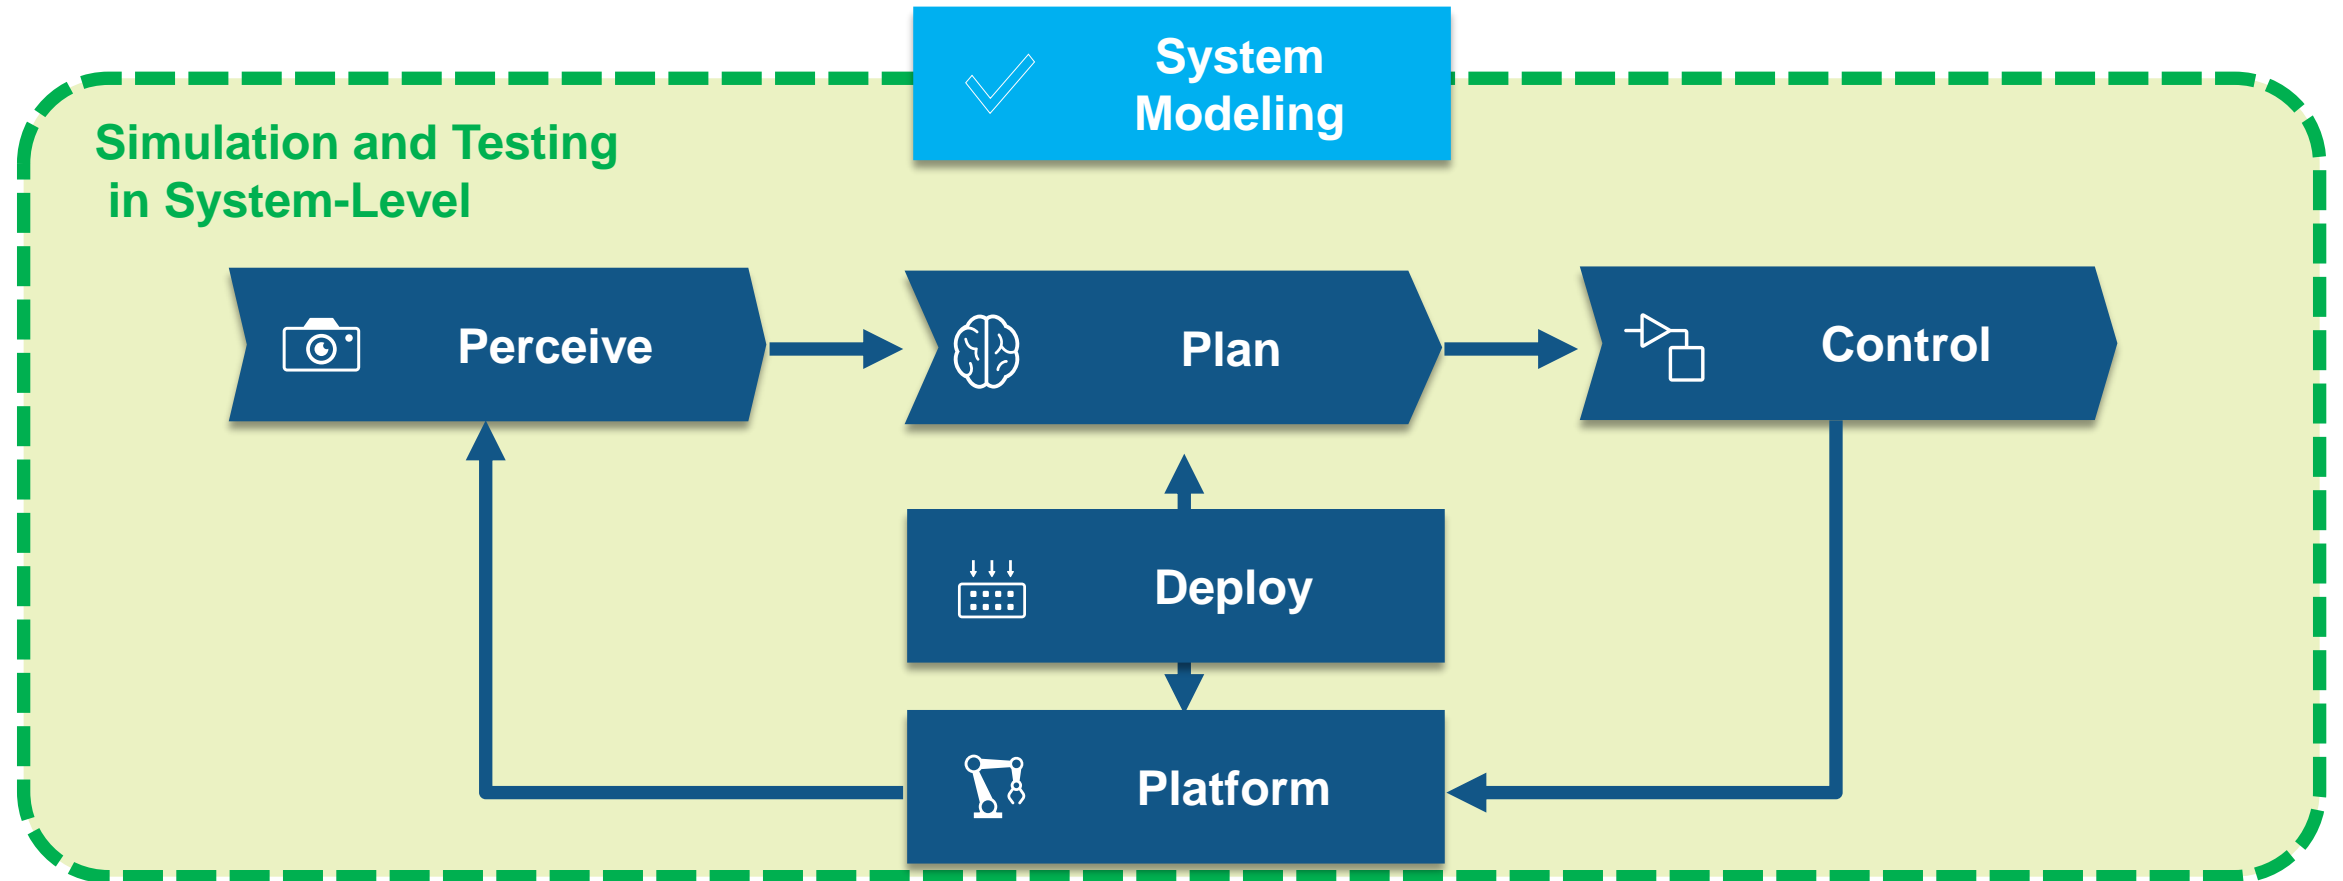 System
Modeling
Simulation and Testing
in System-Level
Perceive
Plan
Control
Deploy
Platform